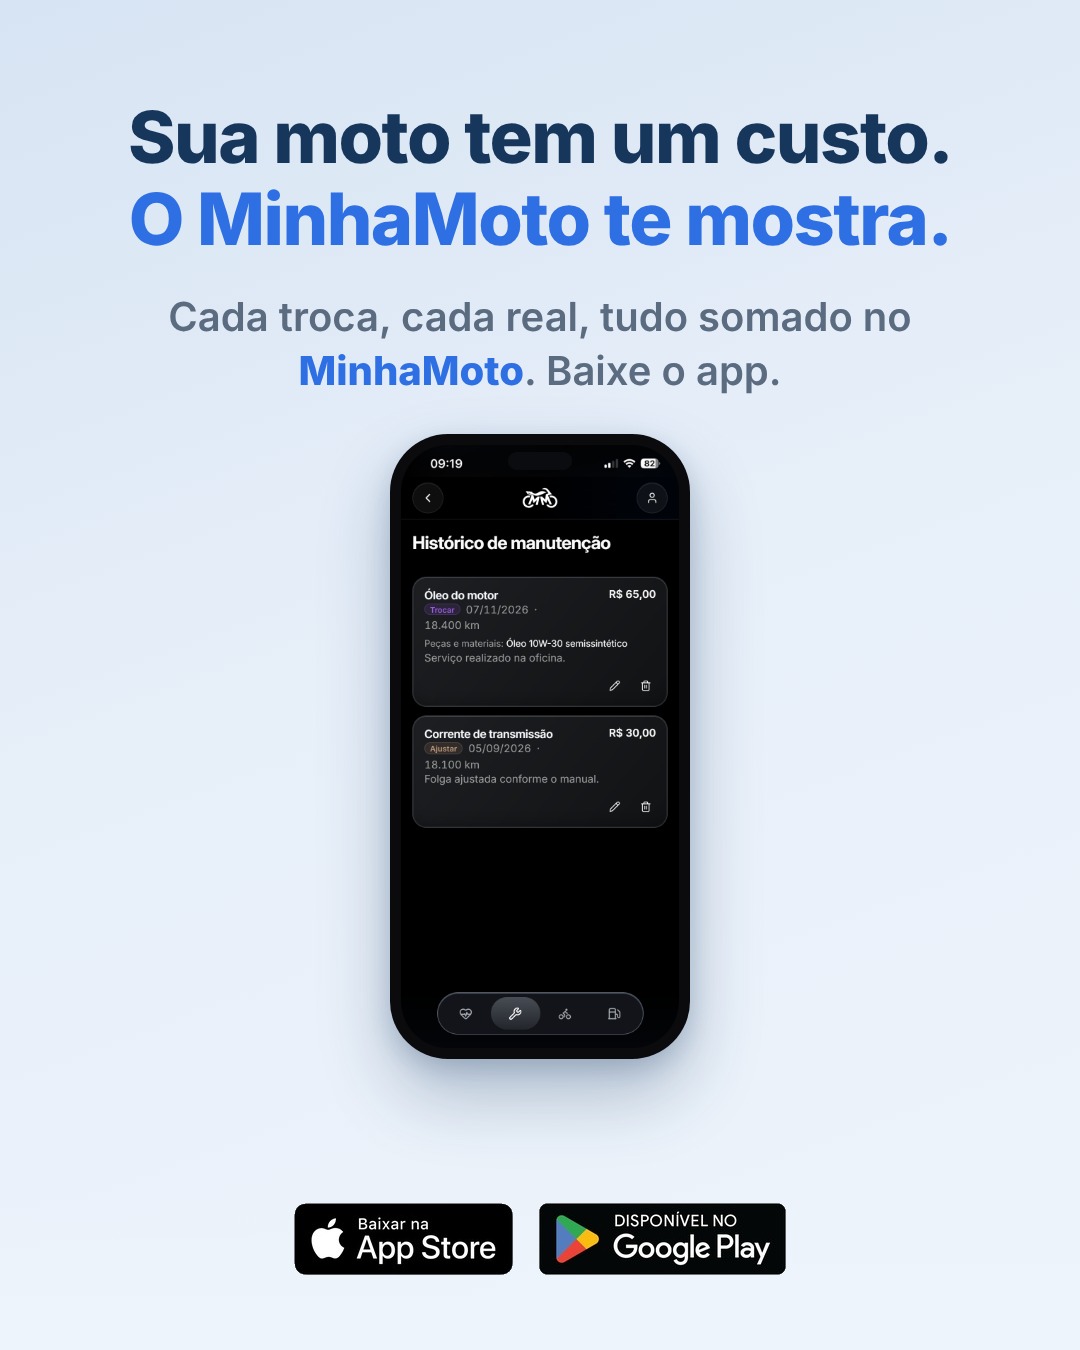 Sua moto tem um custo.
O MinhaMoto te mostra.
Cada troca, cada real, tudo somado no
MinhaMoto. Baixe o app.
09:19
82
MM
Histórico de manutenção
Óleo do motor R$ 65,00
Trocar 07/11/2026 ·
18.400 km
Peças e materiais: Óleo 10W-30 semissintético
Serviço realizado na oficina.
Corrente de transmissão R$ 30,00
Ajustar 05/09/2026 ·
18.100 km
Folga ajustada conforme o manual.
Baixar na
App Store
DISPONÍVEL NO
Google Play